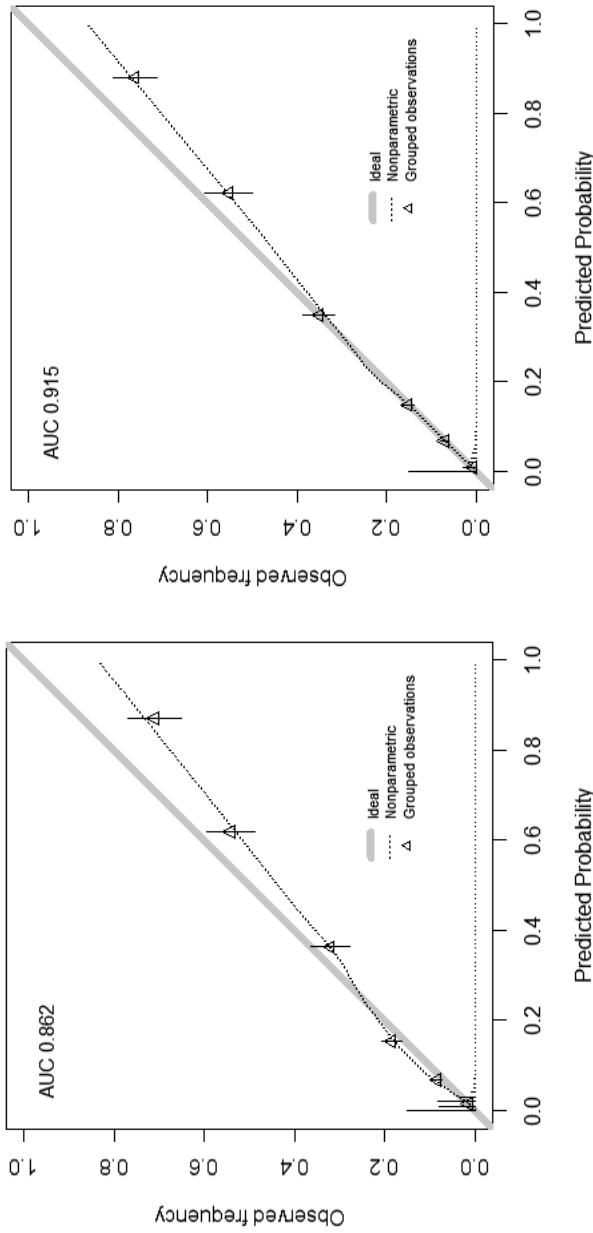 AUC 0.862
Observed frequency
1.0
0.8
0.6
0.4
0.2
0.0
Ideal
Nonparametric
Grouped observations
0.0 0.2 0.4 0.6 0.8 1.0
Predicted Probability
AUC 0.915
Observed frequency
1.0
0.8
0.6
0.4
0.2
0.0
Ideal
Nonparametric
Grouped observations
0.0 0.2 0.4 0.6 0.8 1.0
Predicted Probability